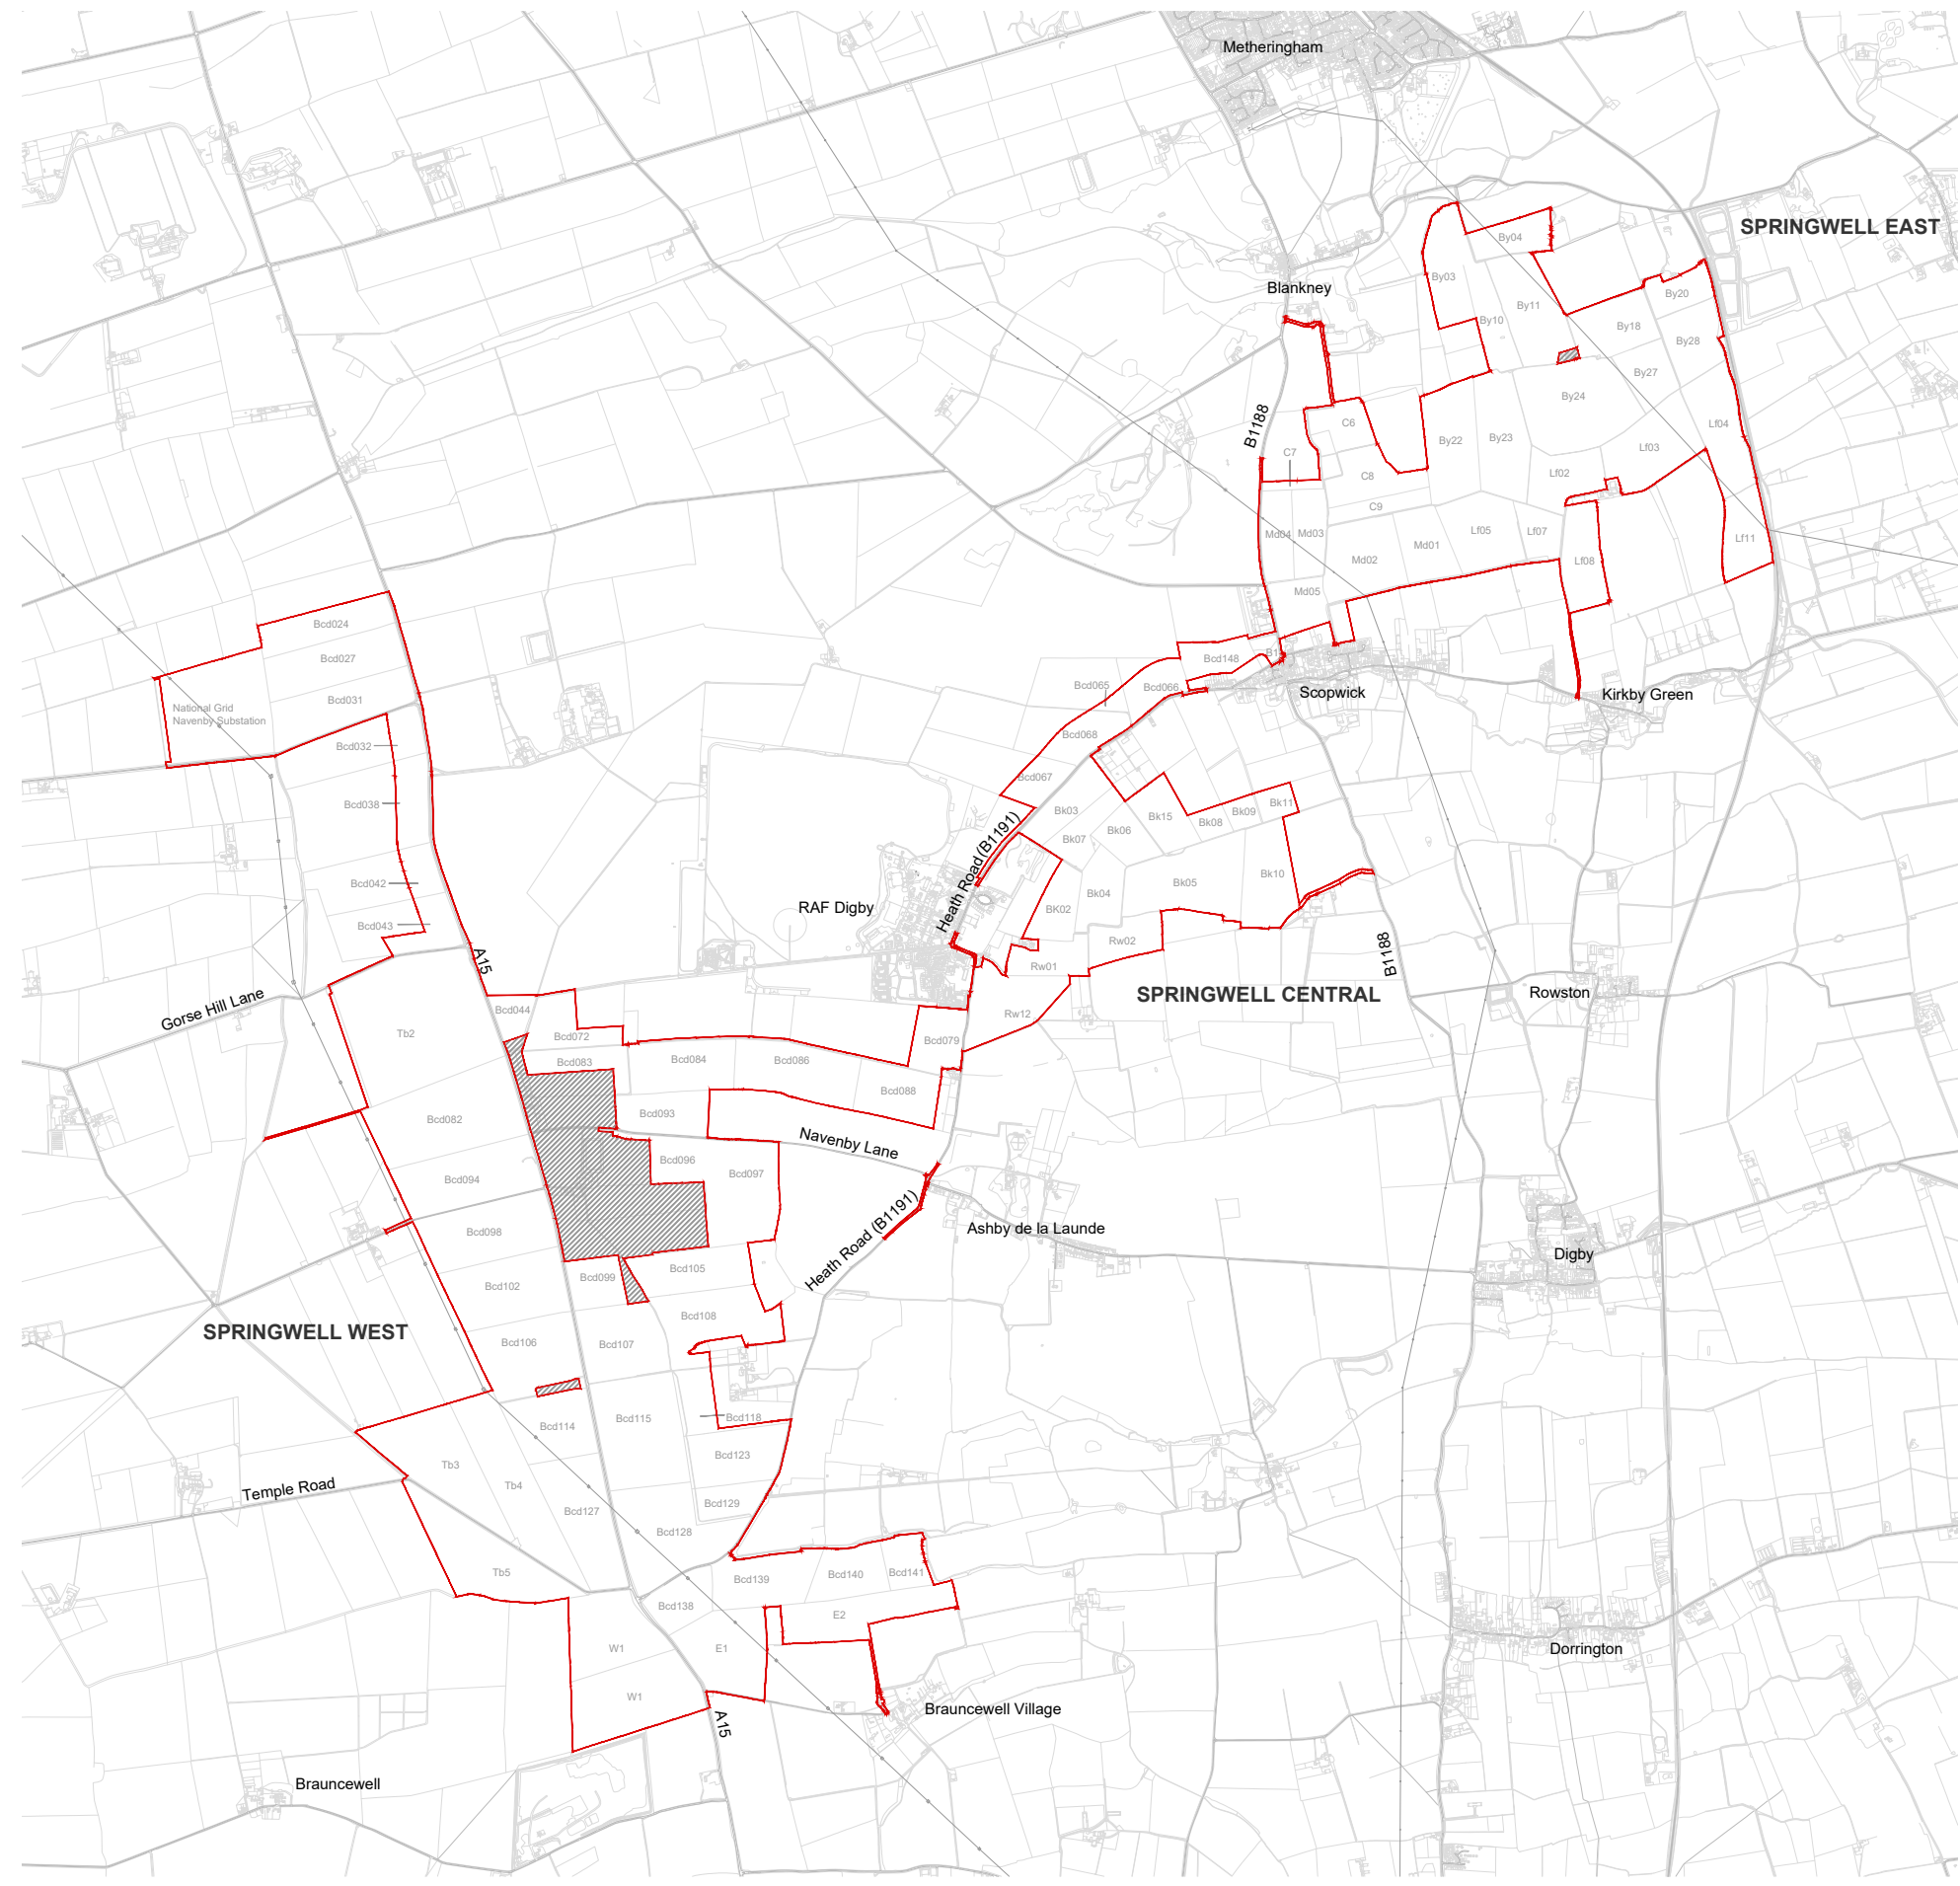 Metheringham
SPRINGWELL EAST
By04
By03
Blankney
By20
By11
By10
By18
By28
By27
By24
B1188
C6
C7
By22
By23
Lf04
Lf03
Lf02
C8
C9
Md04
Md03
Md02
Md01
Lf05
Lf07
Lf08
Lf11
Md05
Bcd024
Bcd027
Bcd031
National Grid
Navenby Substation
Bcd148
Bcd065
Bcd066
Scopwick
Kirkby Green
Bcd032
Bcd068
Bcd067
Bcd038
Bk03
Bk15
Bk08
Bk09
Bk11
Bk06
Bk07
Heath Road (B1191)
Bcd042
Bk04
Bk05
Bk10
RAF Digby
BK02
Bcd043
Rw02
A15
B1188
Rw01
Gorse Hill Lane
SPRINGWELL CENTRAL
Rowston
Bcd044
Rw12
Tb2
Bcd072
Bcd079
Bcd083
Bcd084
Bcd086
Bcd088
Bcd093
Bcd082
Navenby Lane
Bcd096
Bcd097
Bcd094
Heath Road (B1191)
Ashby de la Launde
Bcd098
Digby
Bcd105
Bcd099
Bcd102
Bcd108
SPRINGWELL WEST
Bcd106
Bcd107
Bcd114
Bcd115
Bcd118
Bcd123
Tb3
Temple Road
Tb4
Bcd129
Bcd127
Bcd128
Tb5
Bcd139
Bcd140
Bcd141
Bcd138
E2
W1
E1
Dorrington
W1
Brauncewell Village
A15
Brauncewell